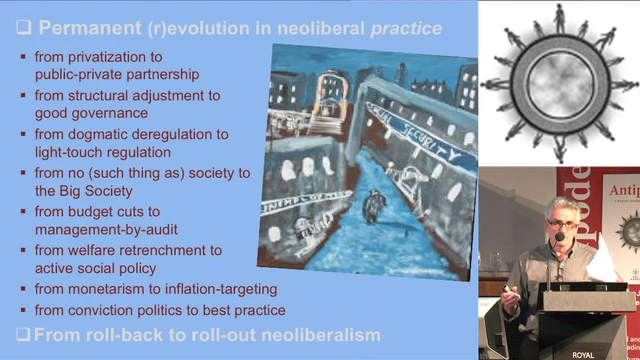 ❑ Permanent (r)evolution in neoliberal practice
▪ from privatization to
public-private partnership
▪ from structural adjustment to
good governance
▪ from dogmatic deregulation to
light-touch regulation
▪ from no (such thing as) society to
the Big Society
▪ from budget cuts to
management-by-audit
▪ from welfare retrenchment to
active social policy
▪ from monetarism to inflation-targeting
▪ from conviction politics to best practice
❑ From roll-back to roll-out neoliberalism
SOCIAL SECURITY
Antip
ROYAL